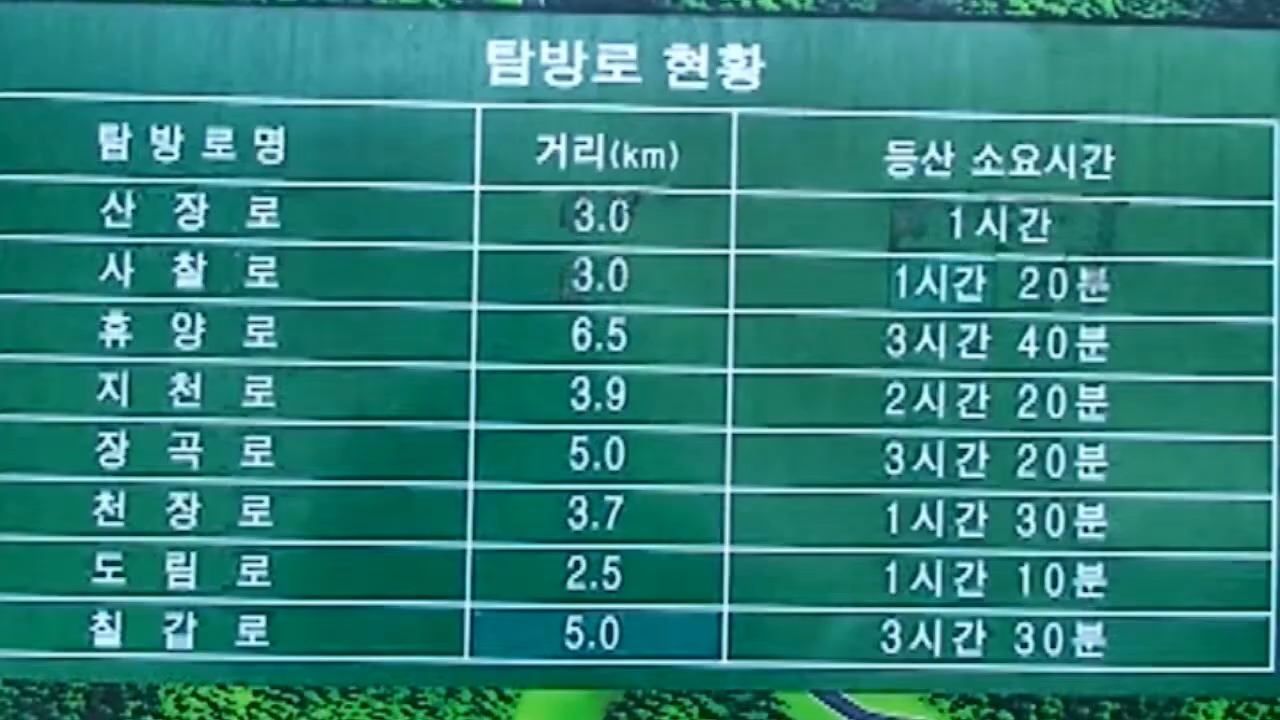 탐방로 현황
탐방로명 거리(km) 등산 소요시간
산장로 3.0 1시간
사찰로 3.0 1시간 20분
휴양로 6.5 3시간 40분
지천로 3.9 2시간 20분
장곡로 5.0 3시간 20분
천장로 3.7 1시간 30분
도림로 2.5 1시간 10분
칠갑로 5.0 3시간 30분